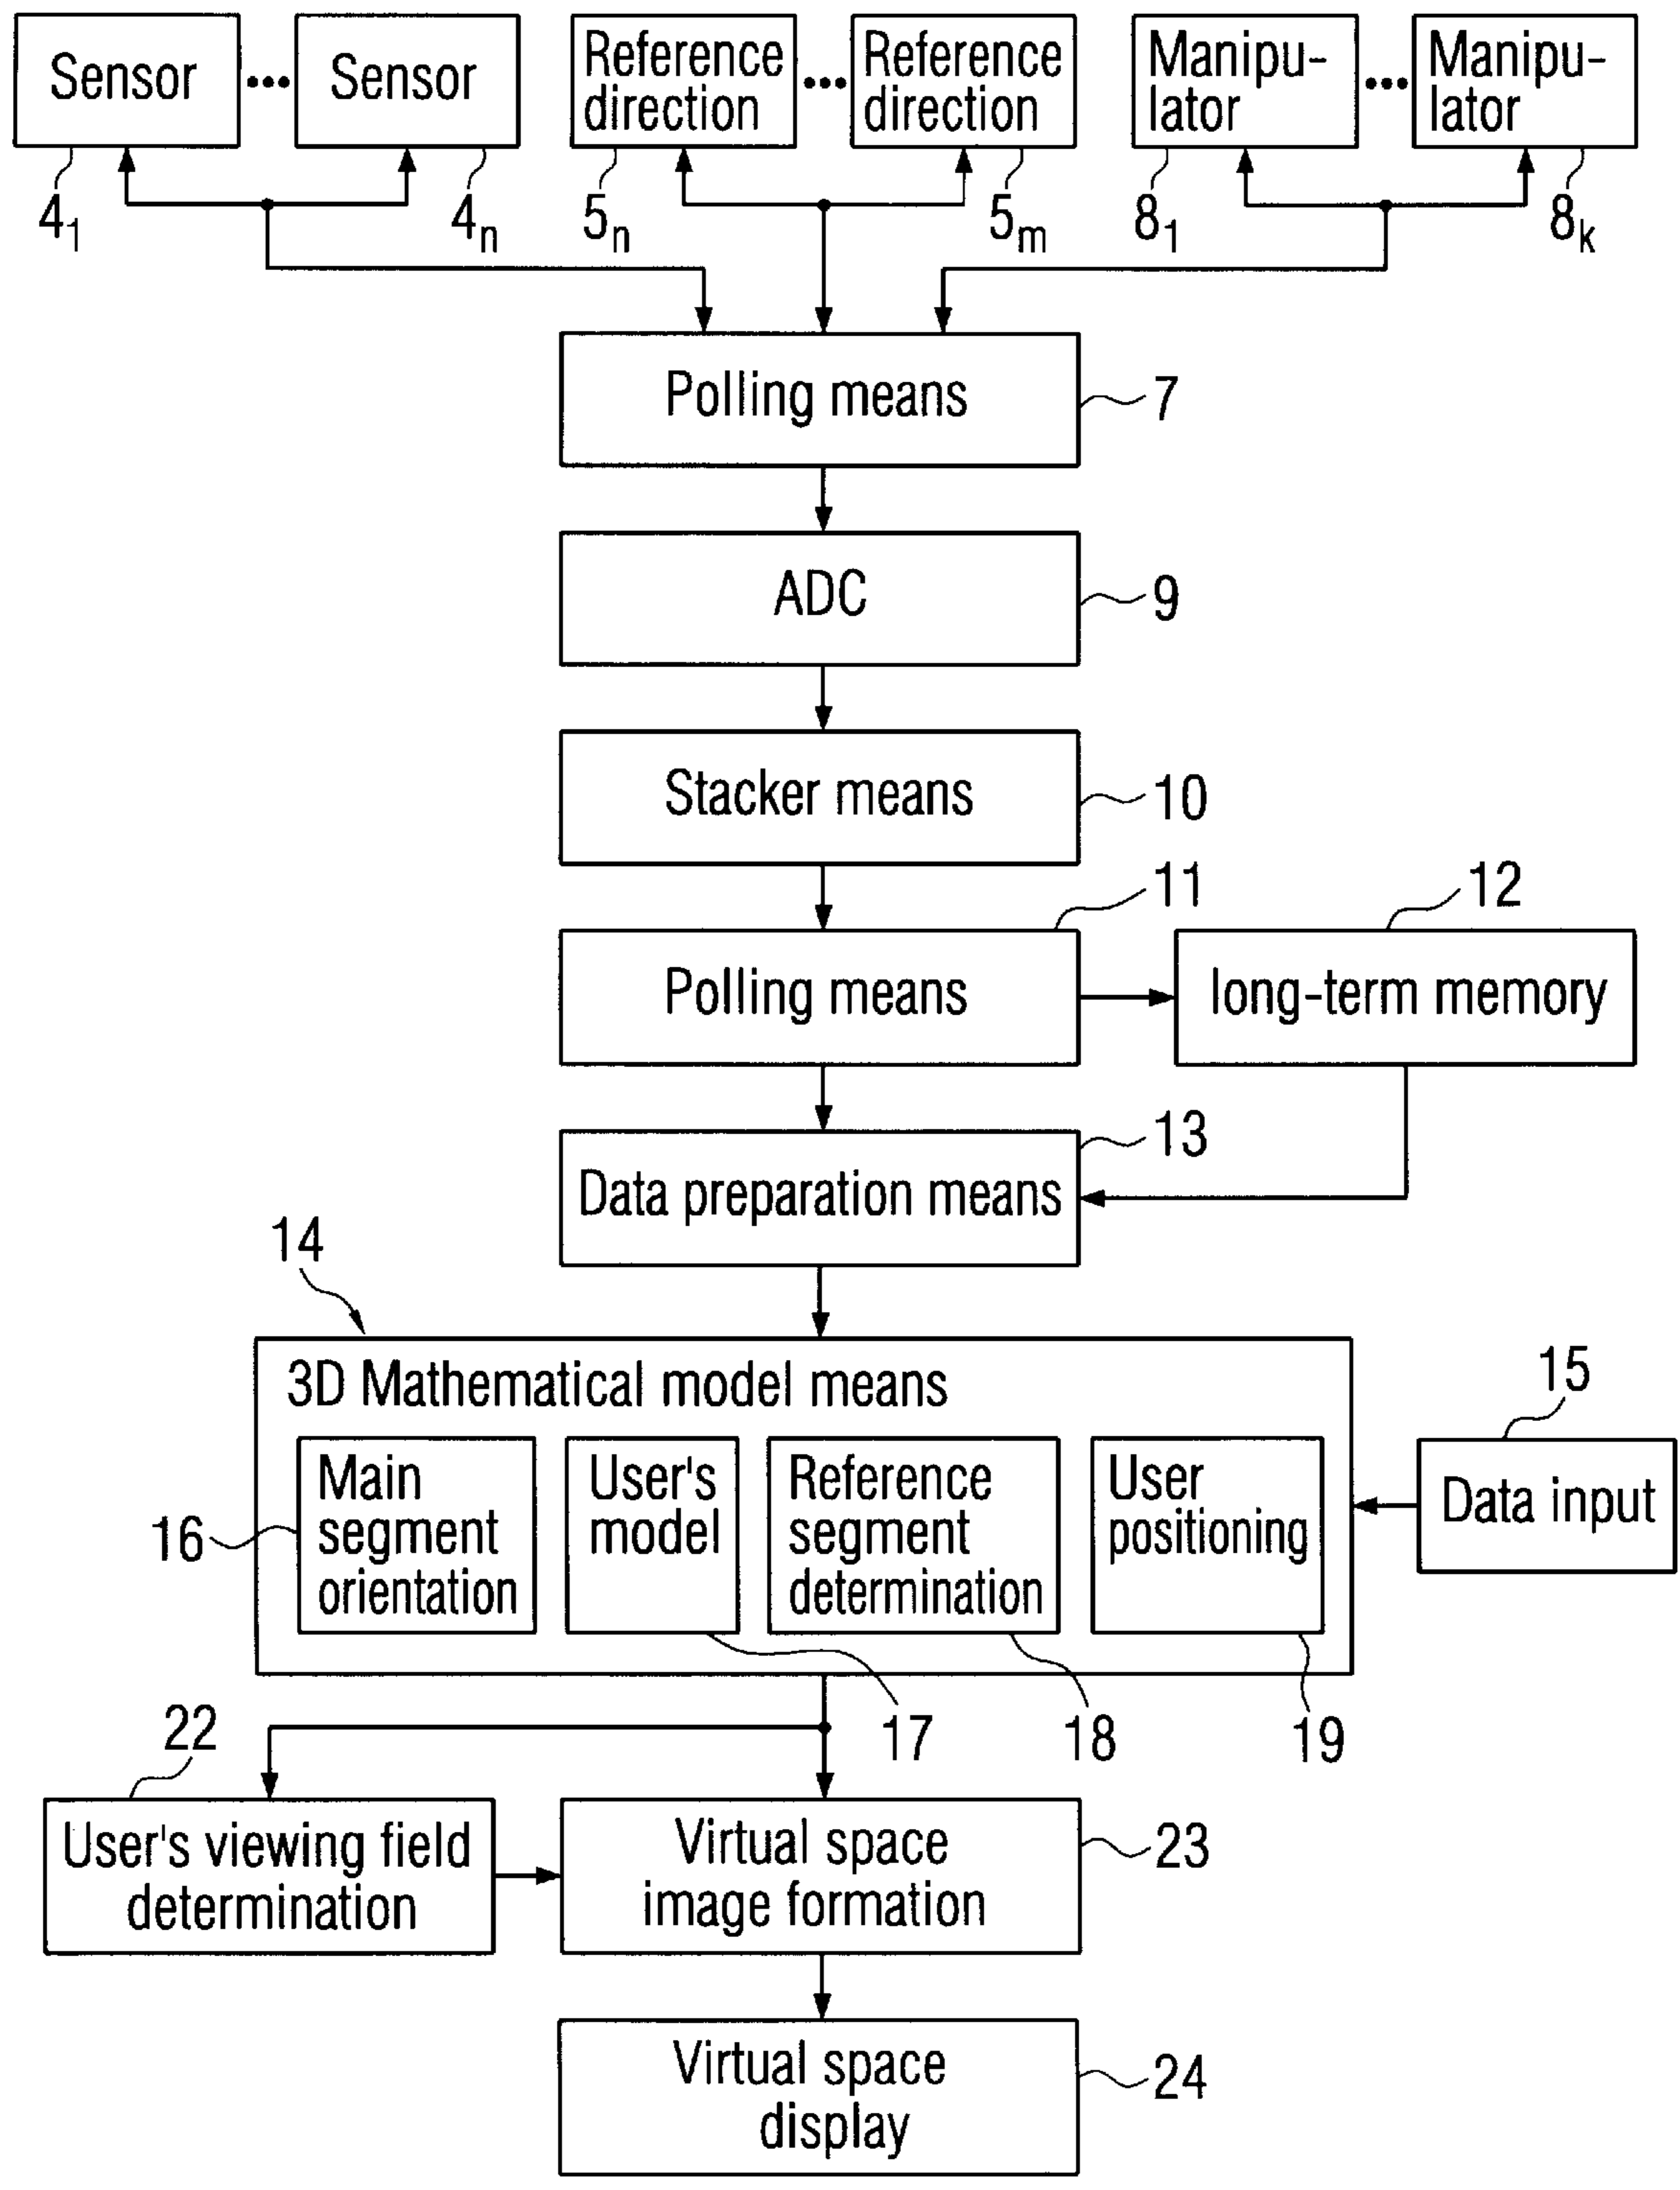 Sensor ••• Sensor
Reference direction ••• Reference direction
Manipu-
lator
•••
Manipu-
lator
4₁
4ₙ
5ₙ
5ₘ
8₁
8ₖ
Polling means
7
ADC
9
Stacker means
10
11
12
Polling means
long-term memory
13
Data preparation means
14
3D Mathematical model means
15
Main
segment
orientation
User's
model
Reference
segment
determination
User
positioning
Data input
16
17
18
19
22
User's viewing field
determination
Virtual space
image formation
23
Virtual space
display
24